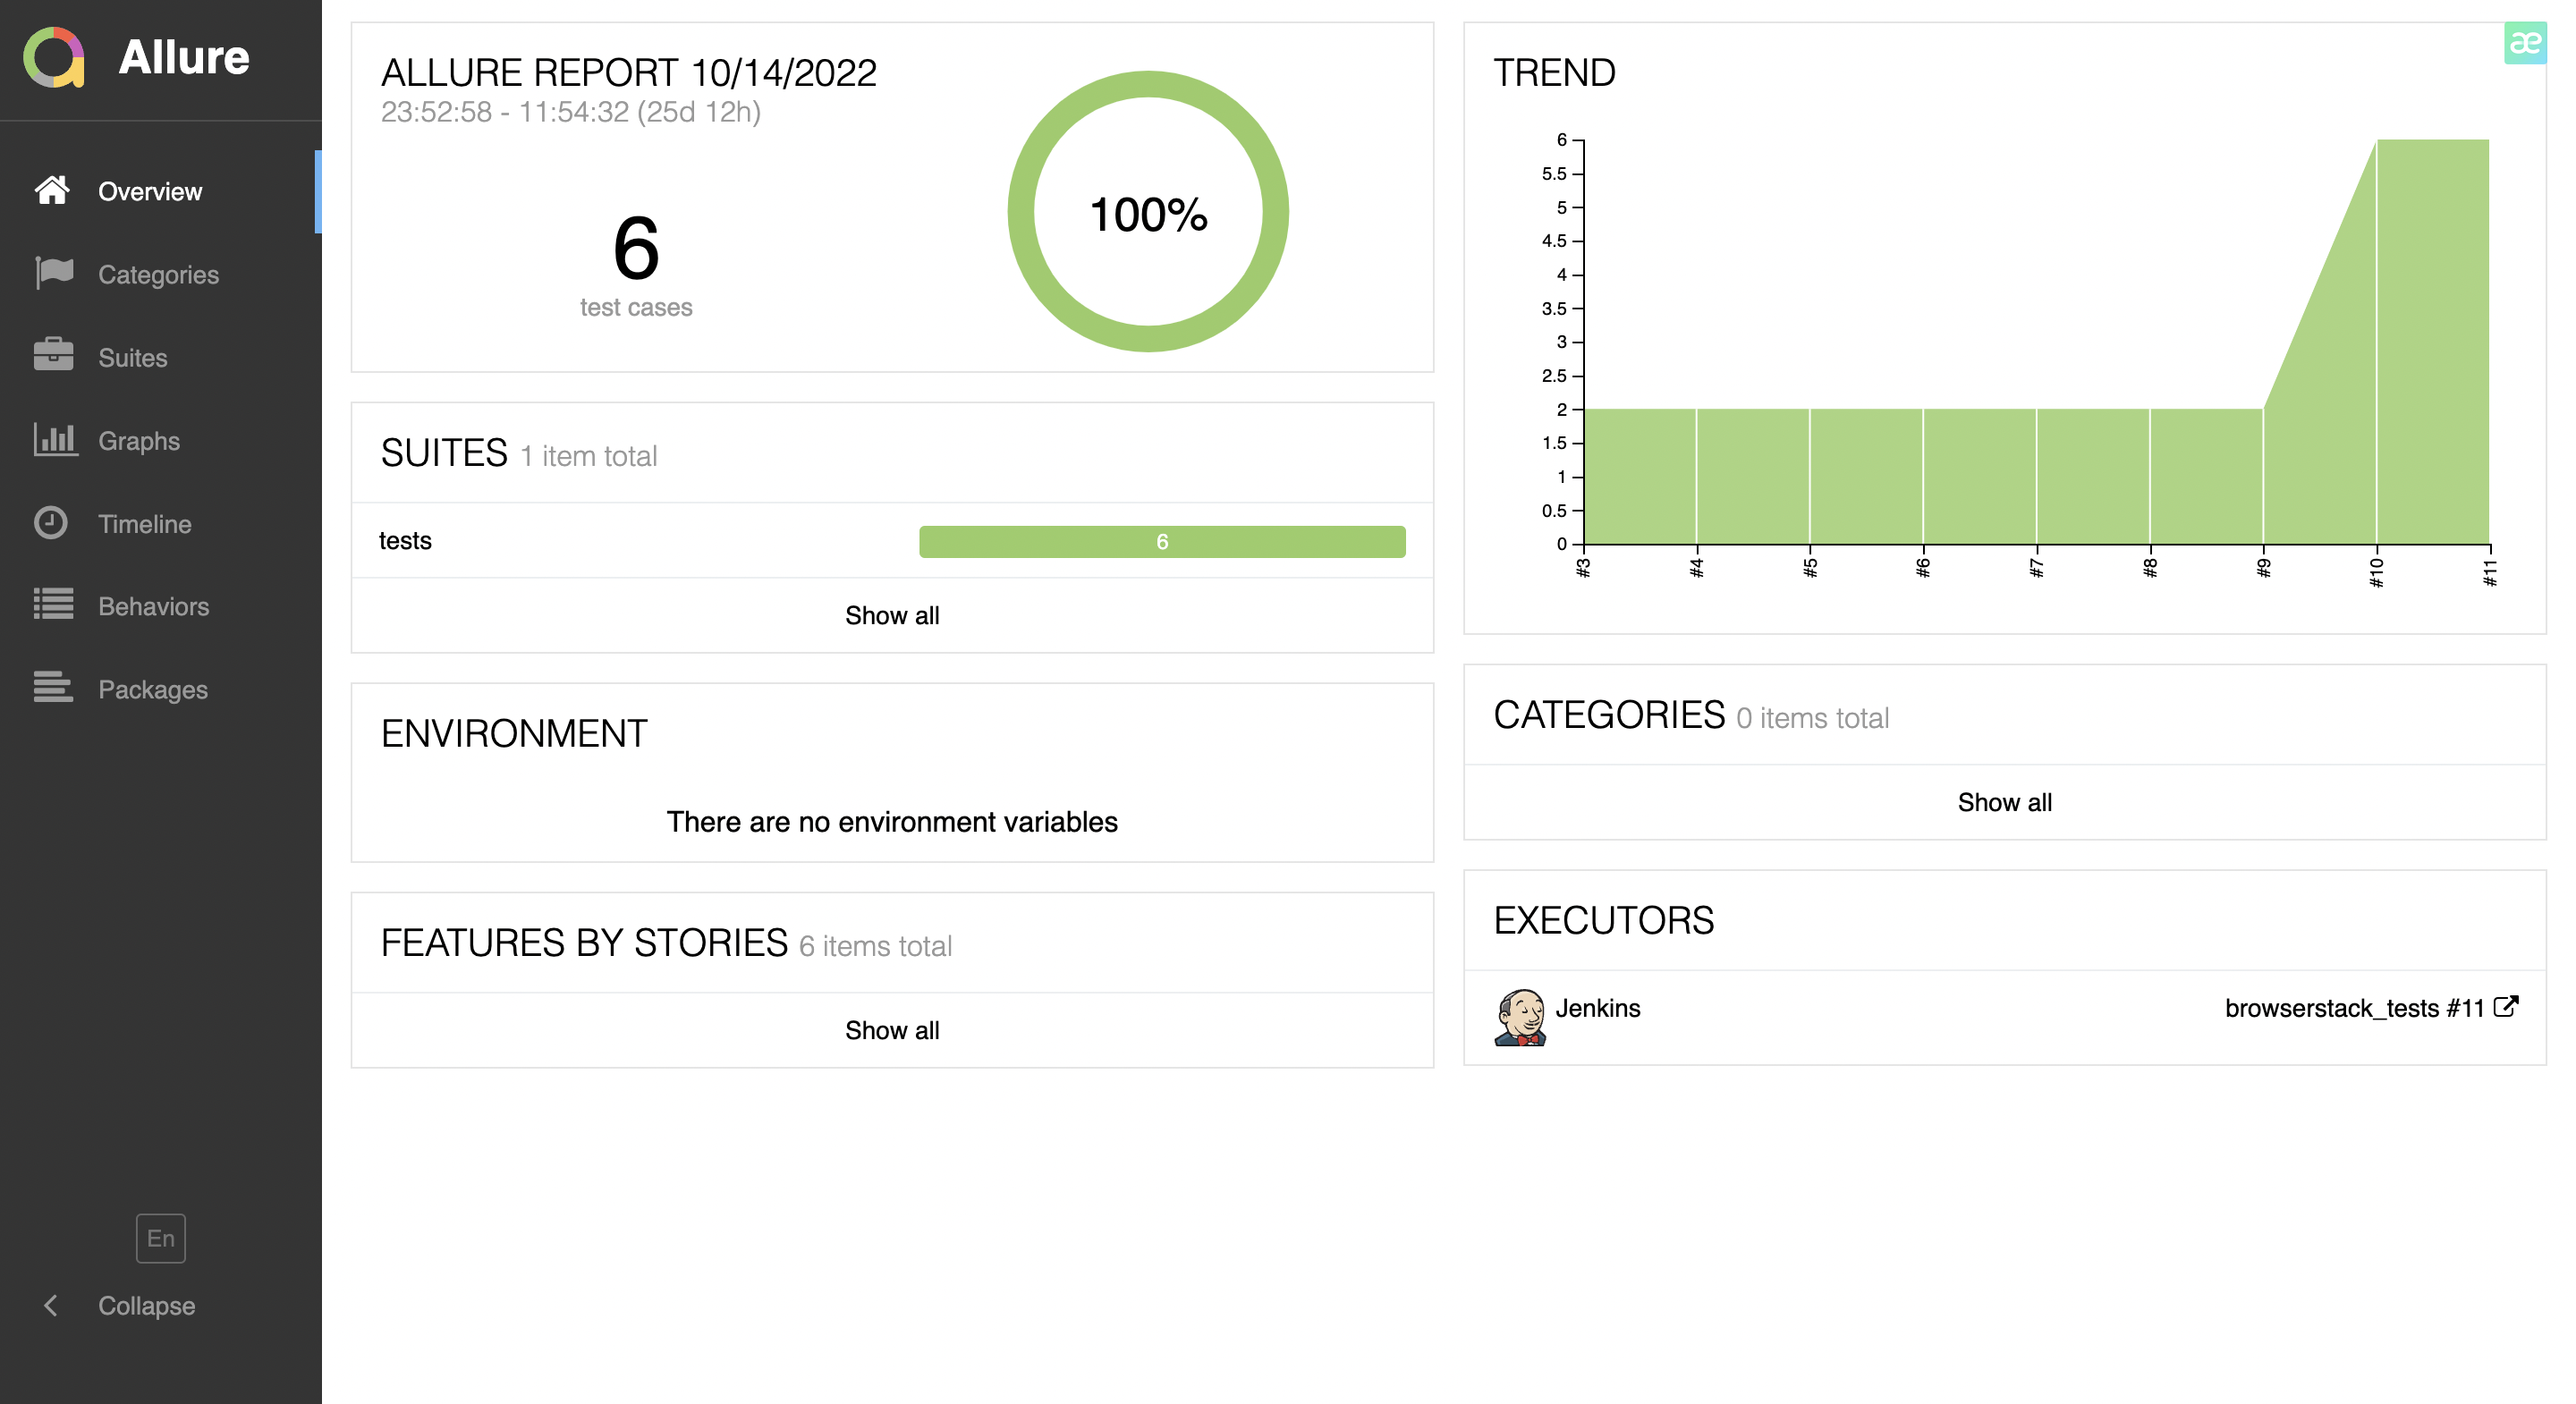 Allure
Overview
Categories
Suites
Graphs
Timeline
Behaviors
Packages
En
Collapse
ALLURE REPORT 10/14/2022
23:52:58 - 11:54:32 (25d 12h)
6
test cases
100%
SUITES 1 item total
tests 6
Show all
ENVIRONMENT
There are no environment variables
FEATURES BY STORIES 6 items total
Show all
TREND
æ
6
5.5
5
4.5
4
3.5
3
2.5
2
1.5
1
0.5
0
#3 #4 #5 #6 #7 #8 #9 #10 #11
CATEGORIES 0 items total
Show all
EXECUTORS
Jenkins browserstack_tests #11